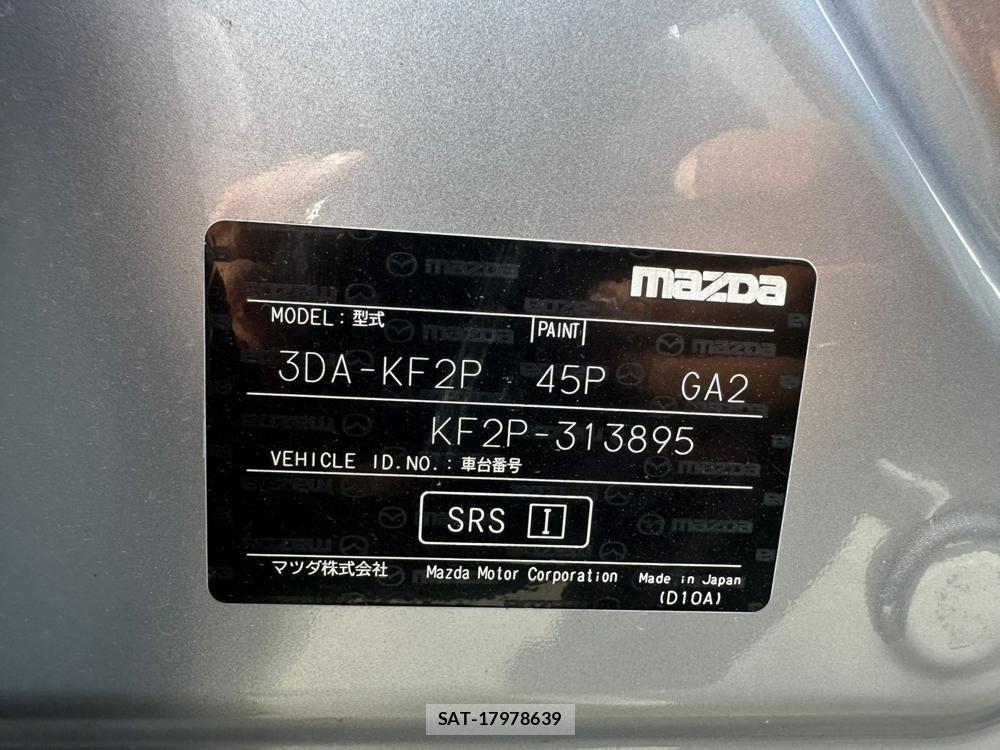 mazda
MODEL: 型式
PAINT
3DA-KF2P 45P GA2
KF2P-313895
VEHICLE ID.NO.: 車台番号
SRS I
マツダ株式会社 Mazda Motor Corporation Made in Japan
(D10A)
SAT-17978639